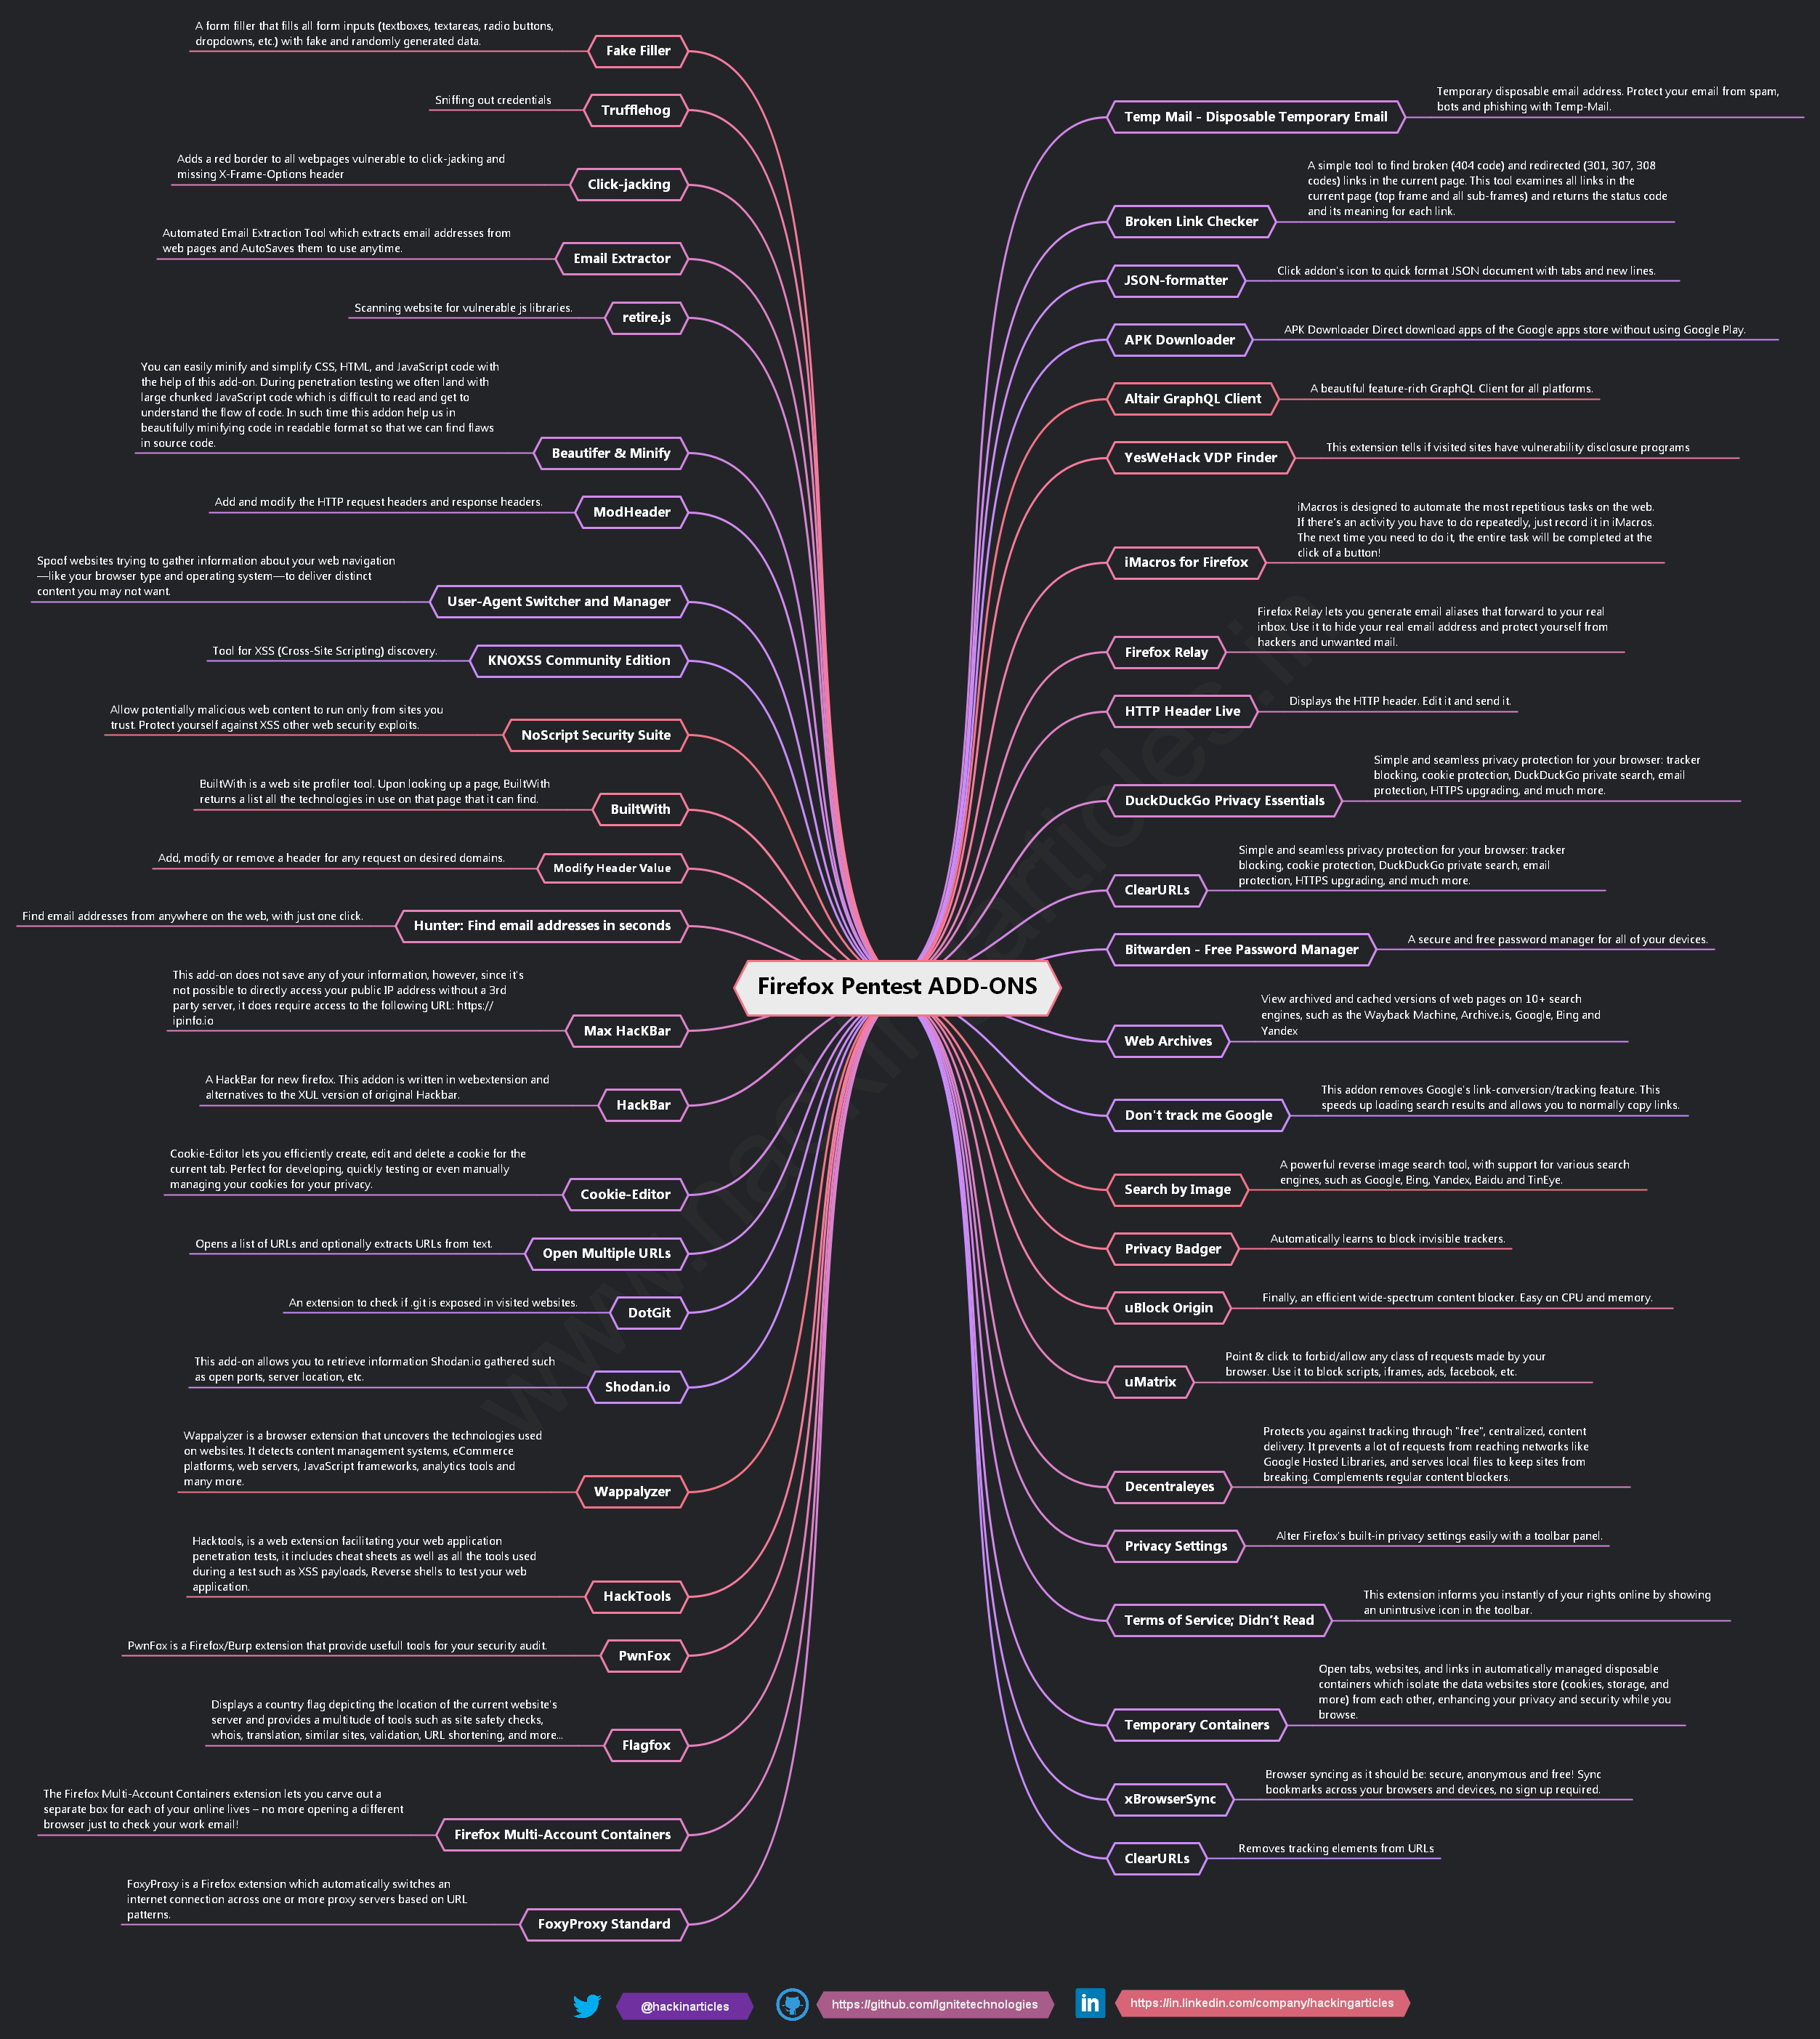 Firefox Pentest ADD-ONS
A form filler that fills all form inputs (textboxes, textareas, radio buttons,
dropdowns, etc.) with fake and randomly generated data.
Fake Filler
Sniffing out credentials
Trufflehog
Adds a red border to all webpages vulnerable to click-jacking and
missing X-Frame-Options header
Click-jacking
Automated Email Extraction Tool which extracts email addresses from
web pages and AutoSaves them to use anytime.
Email Extractor
Scanning website for vulnerable js libraries.
retire.js
You can easily minify and simplify CSS, HTML, and JavaScript code with
the help of this add-on. During penetration testing we often land with
large chunked JavaScript code which is difficult to read and get to
understand the flow of code. In such time this addon help us in
beautifully minifying code in readable format so that we can find flaws
in source code.
Beautifer & Minify
Add and modify the HTTP request headers and response headers.
ModHeader
Spoof websites trying to gather information about your web navigation
—like your browser type and operating system—to deliver distinct
content you may not want.
User-Agent Switcher and Manager
Tool for XSS (Cross-Site Scripting) discovery.
KNOXSS Community Edition
Allow potentially malicious web content to run only from sites you
trust. Protect yourself against XSS other web security exploits.
NoScript Security Suite
BuiltWith is a web site profiler tool. Upon looking up a page, BuiltWith
returns a list all the technologies in use on that page that it can find.
BuiltWith
Add, modify or remove a header for any request on desired domains.
Modify Header Value
Find email addresses from anywhere on the web, with just one click.
Hunter: Find email addresses in seconds
This add-on does not save any of your information, however, since it's
not possible to directly access your public IP address without a 3rd
party server, it does require access to the following URL: https://
ipinfo.io
Max HacKBar
A HackBar for new firefox. This addon is written in webextension and
alternatives to the XUL version of original Hackbar.
HackBar
Cookie-Editor lets you efficiently create, edit and delete a cookie for the
current tab. Perfect for developing, quickly testing or even manually
managing your cookies for your privacy.
Cookie-Editor
Opens a list of URLs and optionally extracts URLs from text.
Open Multiple URLs
An extension to check if .git is exposed in visited websites.
DotGit
This add-on allows you to retrieve information Shodan.io gathered such
as open ports, server location, etc.
Shodan.io
Wappalyzer is a browser extension that uncovers the technologies used
on websites. It detects content management systems, eCommerce
platforms, web servers, JavaScript frameworks, analytics tools and
many more.
Wappalyzer
Hacktools, is a web extension facilitating your web application
penetration tests, it includes cheat sheets as well as all the tools used
during a test such as XSS payloads, Reverse shells to test your web
application.
HackTools
PwnFox is a Firefox/Burp extension that provide usefull tools for your security audit.
PwnFox
Displays a country flag depicting the location of the current website's
server and provides a multitude of tools such as site safety checks,
whois, translation, similar sites, validation, URL shortening, and more...
Flagfox
The Firefox Multi-Account Containers extension lets you carve out a
separate box for each of your online lives – no more opening a different
browser just to check your work email!
Firefox Multi-Account Containers
FoxyProxy is a Firefox extension which automatically switches an
internet connection across one or more proxy servers based on URL
patterns.
FoxyProxy Standard
Temp Mail - Disposable Temporary Email
Temporary disposable email address. Protect your email from spam,
bots and phishing with Temp-Mail.
Broken Link Checker
A simple tool to find broken (404 code) and redirected (301, 307, 308
codes) links in the current page. This tool examines all links in the
current page (top frame and all sub-frames) and returns the status code
and its meaning for each link.
JSON-formatter
Click addon's icon to quick format JSON document with tabs and new lines.
APK Downloader
APK Downloader Direct download apps of the Google apps store without using Google Play.
Altair GraphQL Client
A beautiful feature-rich GraphQL Client for all platforms.
YesWeHack VDP Finder
This extension tells if visited sites have vulnerability disclosure programs
iMacros for Firefox
iMacros is designed to automate the most repetitious tasks on the web.
If there's an activity you have to do repeatedly, just record it in iMacros.
The next time you need to do it, the entire task will be completed at the
click of a button!
Firefox Relay
Firefox Relay lets you generate email aliases that forward to your real
inbox. Use it to hide your real email address and protect yourself from
hackers and unwanted mail.
HTTP Header Live
Displays the HTTP header. Edit it and send it.
DuckDuckGo Privacy Essentials
Simple and seamless privacy protection for your browser: tracker
blocking, cookie protection, DuckDuckGo private search, email
protection, HTTPS upgrading, and much more.
ClearURLs
Simple and seamless privacy protection for your browser: tracker
blocking, cookie protection, DuckDuckGo private search, email
protection, HTTPS upgrading, and much more.
Bitwarden - Free Password Manager
A secure and free password manager for all of your devices.
Web Archives
View archived and cached versions of web pages on 10+ search
engines, such as the Wayback Machine, Archive.is, Google, Bing and
Yandex
Don't track me Google
This addon removes Google's link-conversion/tracking feature. This
speeds up loading search results and allows you to normally copy links.
Search by Image
A powerful reverse image search tool, with support for various search
engines, such as Google, Bing, Yandex, Baidu and TinEye.
Privacy Badger
Automatically learns to block invisible trackers.
uBlock Origin
Finally, an efficient wide-spectrum content blocker. Easy on CPU and memory.
uMatrix
Point & click to forbid/allow any class of requests made by your
browser. Use it to block scripts, iframes, ads, facebook, etc.
Decentraleyes
Protects you against tracking through "free", centralized, content
delivery. It prevents a lot of requests from reaching networks like
Google Hosted Libraries, and serves local files to keep sites from
breaking. Complements regular content blockers.
Privacy Settings
Alter Firefox's built-in privacy settings easily with a toolbar panel.
Terms of Service; Didn't Read
This extension informs you instantly of your rights online by showing
an unintrusive icon in the toolbar.
Temporary Containers
Open tabs, websites, and links in automatically managed disposable
containers which isolate the data websites store (cookies, storage, and
more) from each other, enhancing your privacy and security while you
browse.
xBrowserSync
Browser syncing as it should be: secure, anonymous and free! Sync
bookmarks across your browsers and devices, no sign up required.
ClearURLs
Removes tracking elements from URLs
@hackinarticles
https://github.com/Ignitetechnologies
in
https://in.linkedin.com/company/hackingarticles